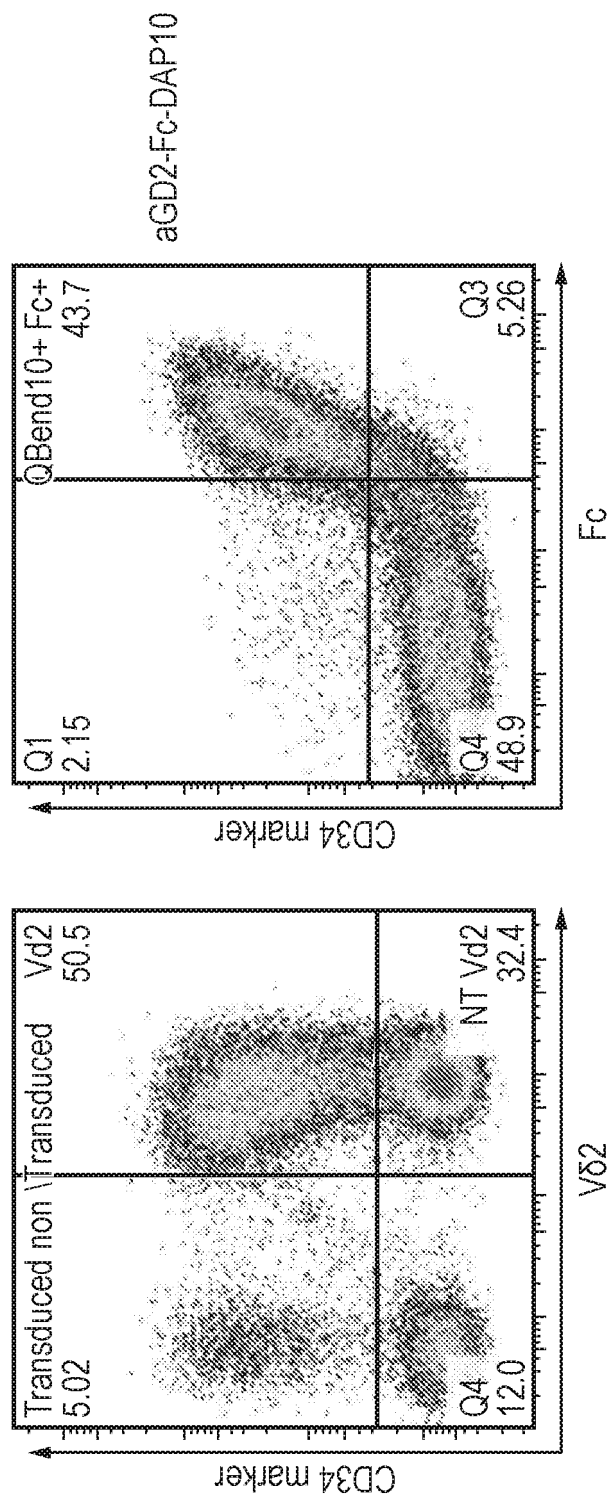 Transduced non \Transduced Vd2
5.02
50.5
Q4
12.0
NT Vd2
32.4
CD34 marker
Vδ2
Q1
2.15
QBend10+ Fc+
43.7
Q4
48.9
Q3
5.26
CD34 marker
Fc
aGD2-Fc-DAP10